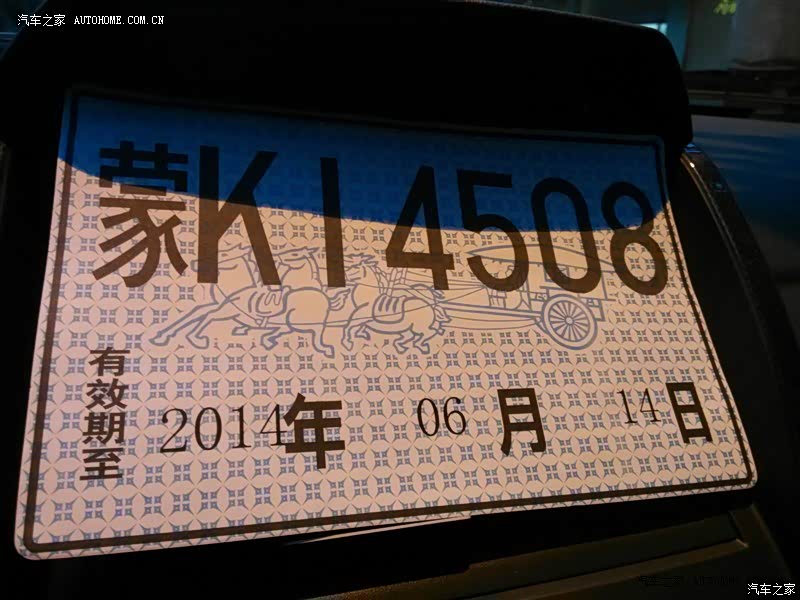 汽车之家 AUTOHOME.COM.CN
蒙K14508
有效期至 2014年 06月 14日
汽车之家